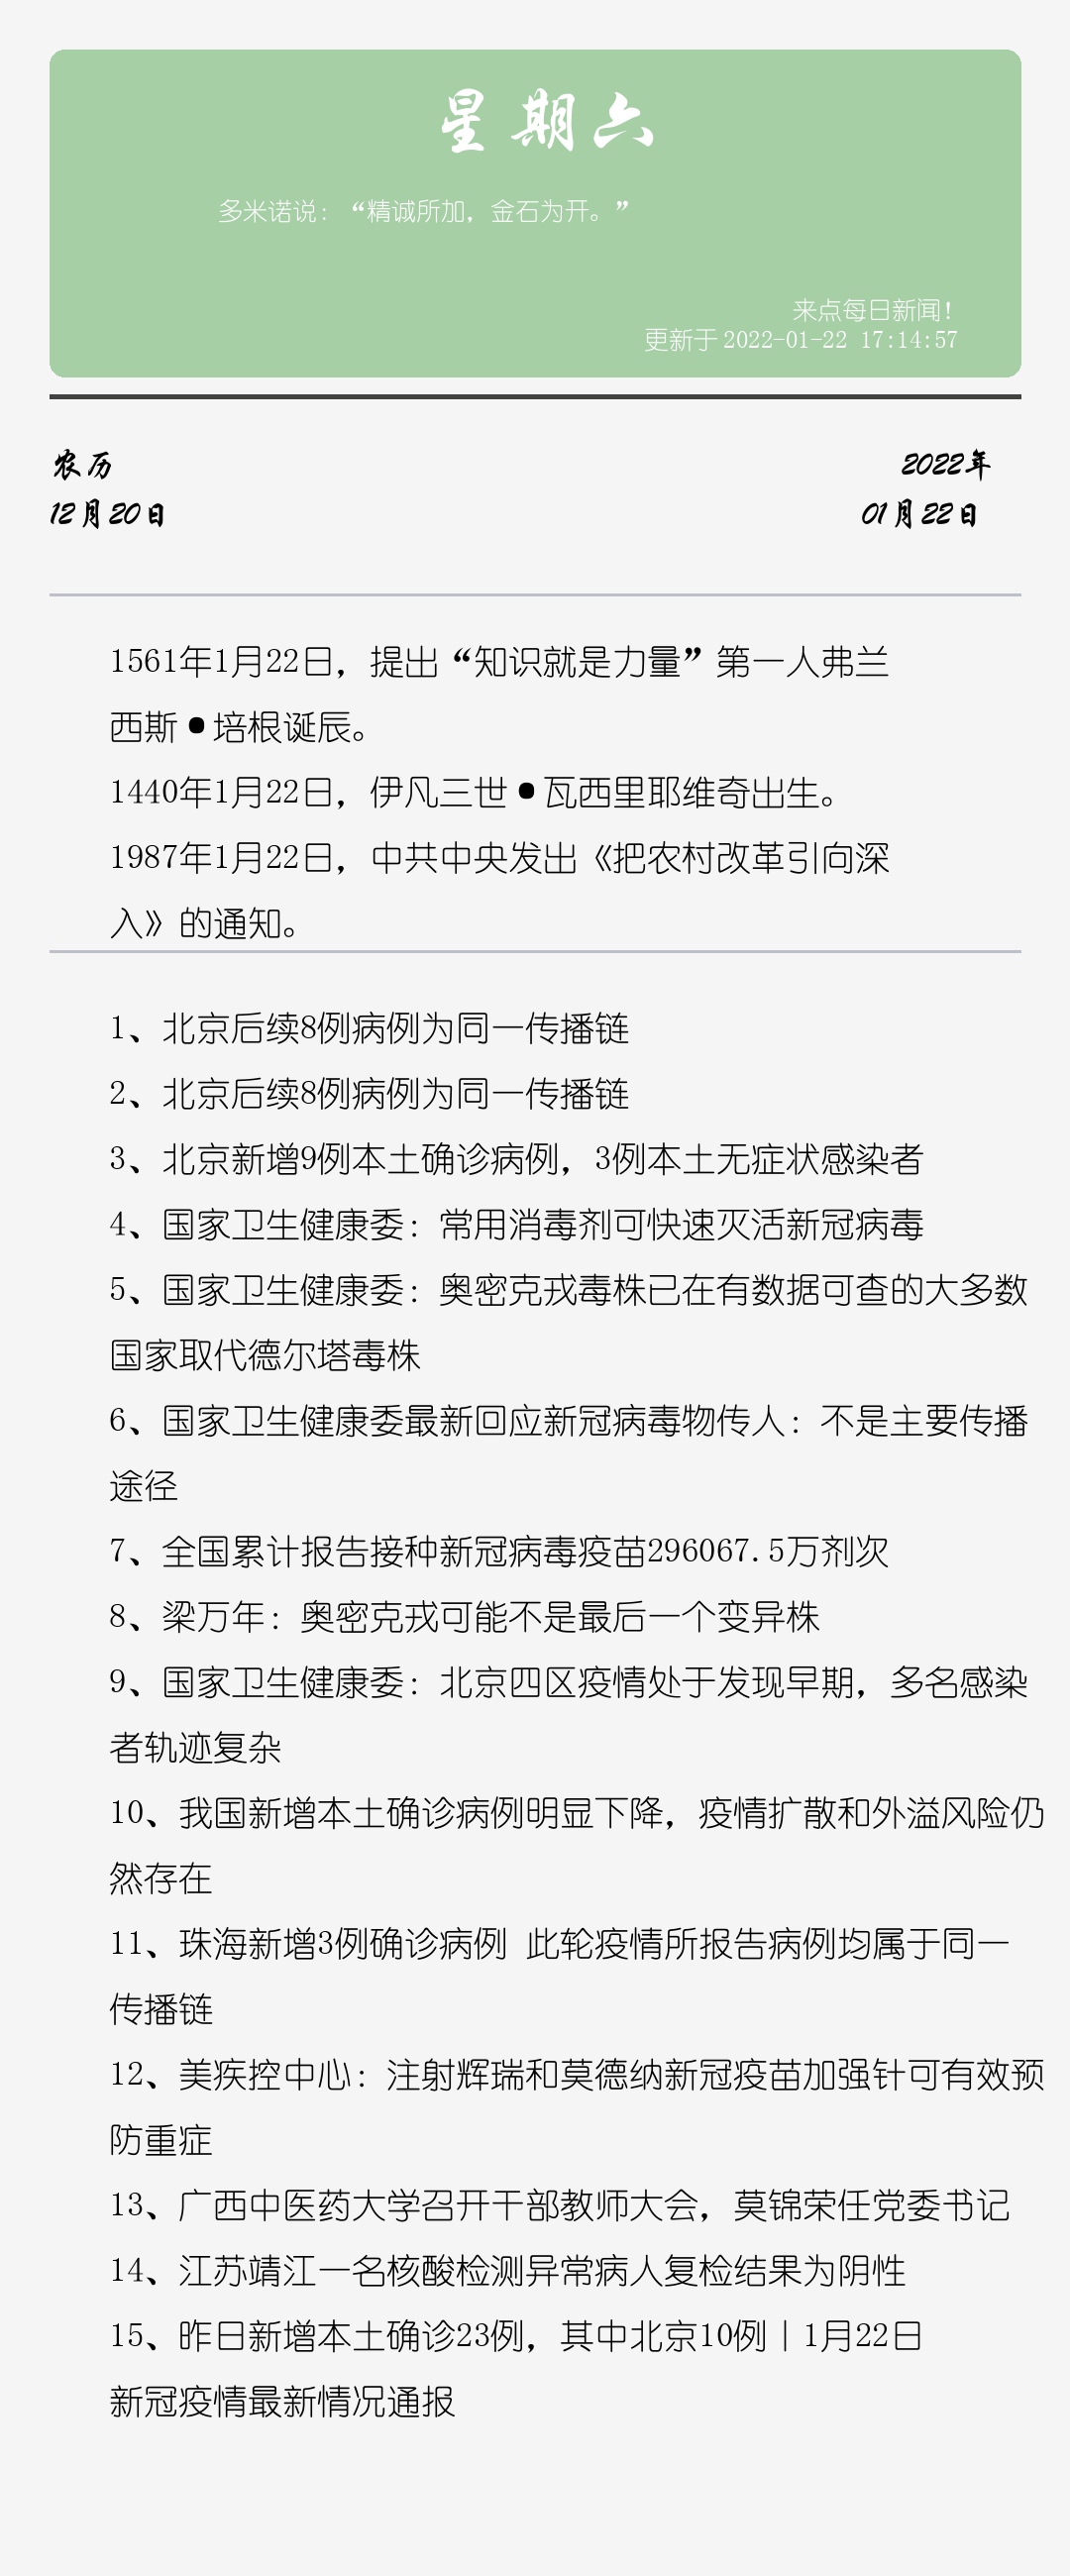 星期六
多米诺说：“精诚所加，金石为开。”
来点每日新闻！
更新于 2022-01-22 17:14:57
农历
2022年
12月20日
01月22日
1561年1月22日，提出“知识就是力量”第一人弗兰
西斯•培根诞辰。
1440年1月22日，伊凡三世•瓦西里耶维奇出生。
1987年1月22日，中共中央发出《把农村改革引向深
入》的通知。
1、北京后续8例病例为同一传播链
2、北京后续8例病例为同一传播链
3、北京新增9例本土确诊病例，3例本土无症状感染者
4、国家卫生健康委：常用消毒剂可快速灭活新冠病毒
5、国家卫生健康委：奥密克戎毒株已在有数据可查的大多数
国家取代德尔塔毒株
6、国家卫生健康委最新回应新冠病毒物传人：不是主要传播
途径
7、全国累计报告接种新冠病毒疫苗296067.5万剂次
8、梁万年：奥密克戎可能不是最后一个变异株
9、国家卫生健康委：北京四区疫情处于发现早期，多名感染
者轨迹复杂
10、我国新增本土确诊病例明显下降，疫情扩散和外溢风险仍
然存在
11、珠海新增3例确诊病例 此轮疫情所报告病例均属于同一
传播链
12、美疾控中心：注射辉瑞和莫德纳新冠疫苗加强针可有效预
防重症
13、广西中医药大学召开干部教师大会，莫锦荣任党委书记
14、江苏靖江一名核酸检测异常病人复检结果为阴性
15、昨日新增本土确诊23例，其中北京10例｜1月22日
新冠疫情最新情况通报